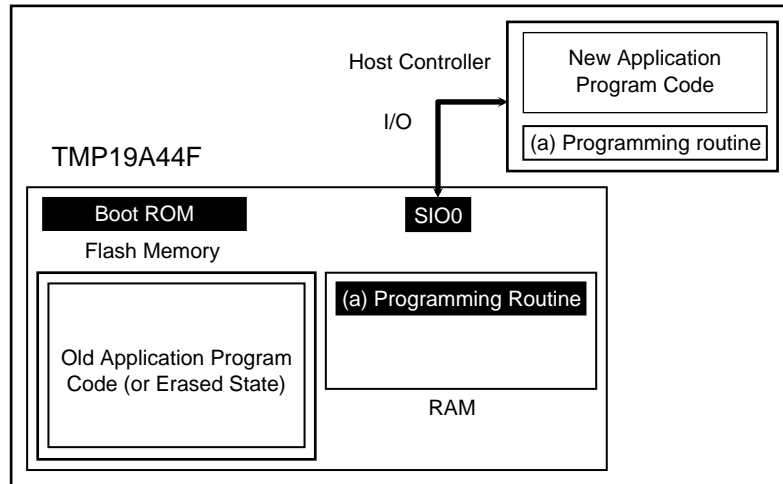 Host Controller
New Application
Program Code
I/O
(a) Programming routine
TMP19A44F
Boot ROM
SIO0
Flash Memory
(a) Programming Routine
Old Application Program
Code (or Erased State)
RAM